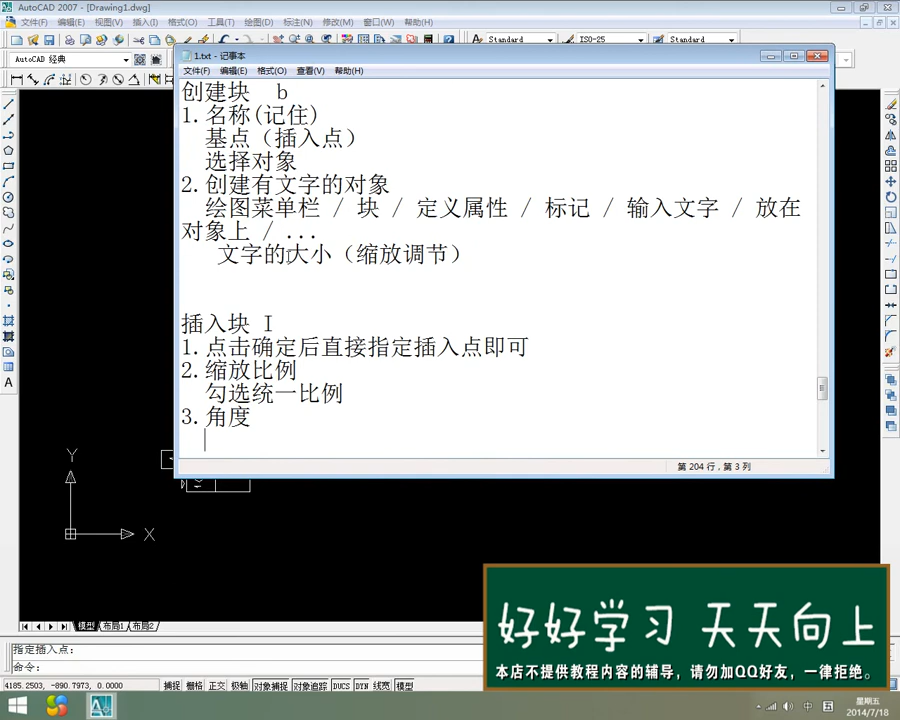 AutoCAD 2007 - [Drawing1.dwg]
文件(F) 编辑(E) 视图(V) 插入(I) 格式(O) 工具(T) 绘图(D) 标注(N) 修改(M) 窗口(W) 帮助(H)
Standard ISO-25 Standard
AutoCAD 经典
1.txt - 记事本
文件(F) 编辑(E) 格式(O) 查看(V) 帮助(H)
创建块 b
1.名称(记住)
基点（插入点）
选择对象
2.创建有文字的对象
绘图菜单栏 / 块 / 定义属性 / 标记 / 输入文字 / 放在
对象上 / ...
文字的大小（缩放调节）
插入块 I
1.点击确定后直接指定插入点即可
2.缩放比例
勾选统一比例
3.角度
第 204 行，第 3 列
Y
X
模型 布局1 布局2
指定插入点:
命令:
4185.2503, -890.7973, 0.0000 捕捉 栅格 正交 极轴 对象捕捉 对象追踪 DUCS DYN 线宽 模型
好好学习 天天向上
本店不提供教程内容的辅导，请勿加QQ好友，一律拒绝。
中 五
星期五
2014/7/18